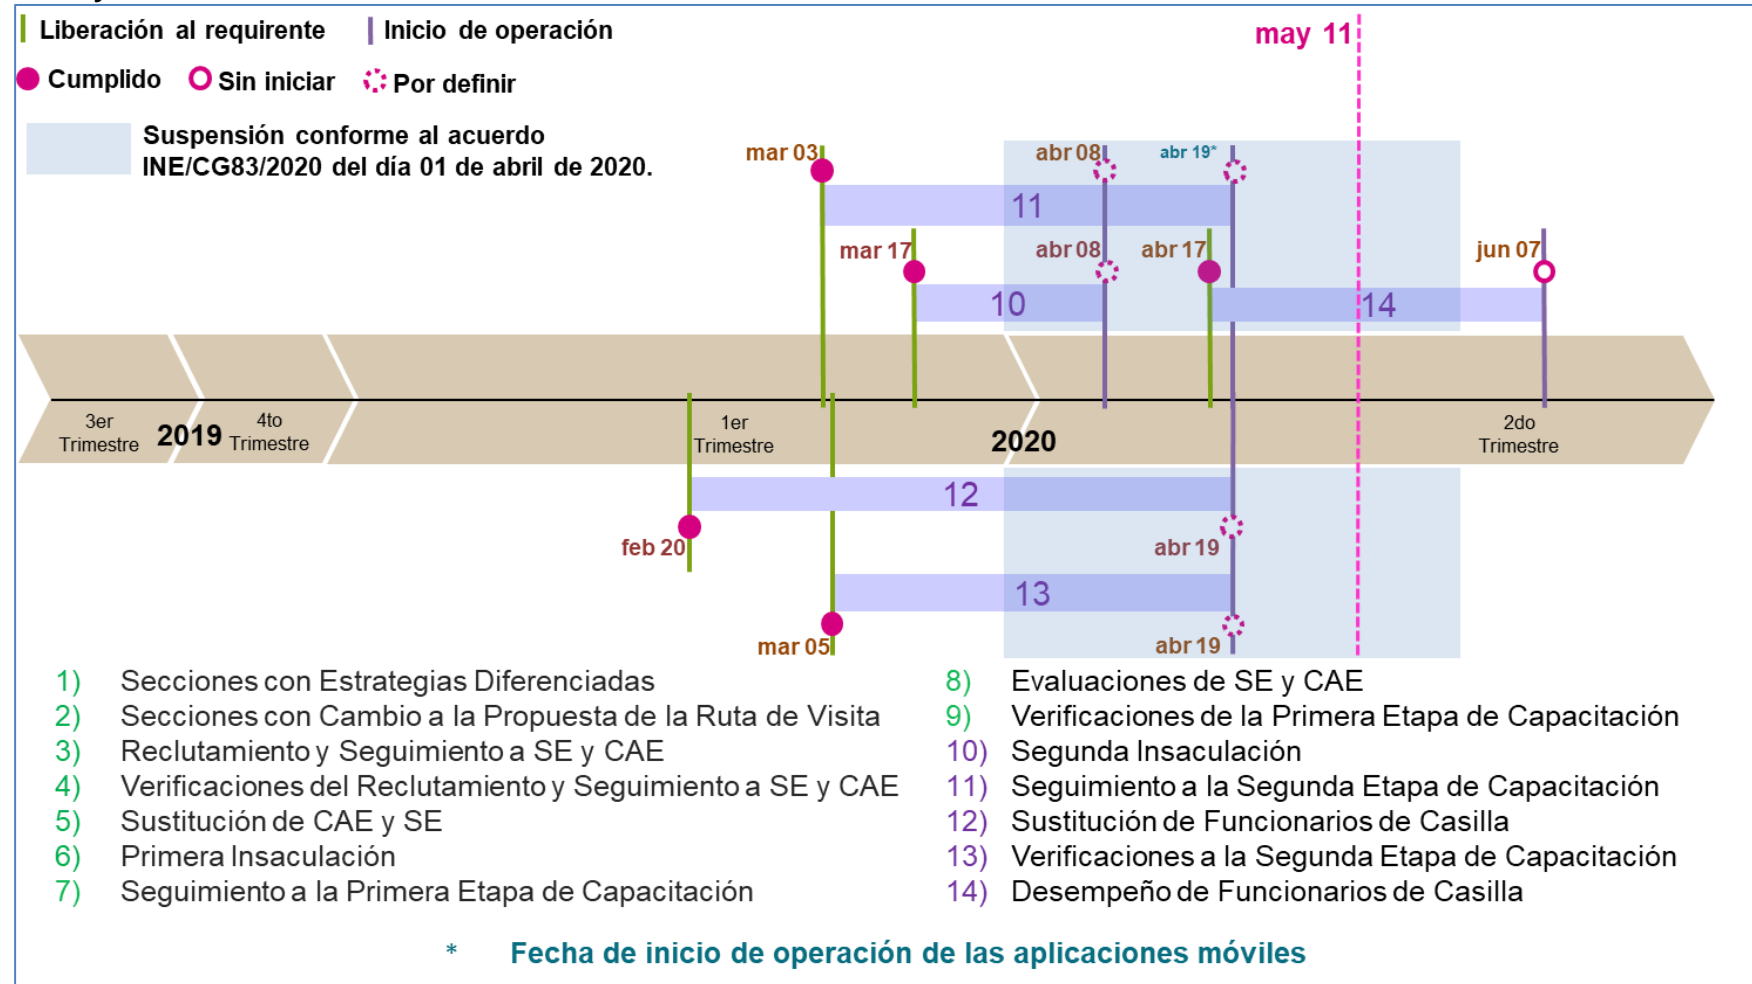 Liberación al requirente
Inicio de operación
may 11
Cumplido
Sin iniciar
Por definir
Suspensión conforme al acuerdo
INE/CG83/2020 del día 01 de abril de 2020.
mar 03
abr 08
abr 19*
11
mar 17
abr 08
abr 17
jun 07
10
14
3er
Trimestre
2019
4to
Trimestre
1er
Trimestre
2020
2do
Trimestre
12
feb 20
abr 19
13
mar 05
abr 19
1) Secciones con Estrategias Diferenciadas
2) Secciones con Cambio a la Propuesta de la Ruta de Visita
3) Reclutamiento y Seguimiento a SE y CAE
4) Verificaciones del Reclutamiento y Seguimiento a SE y CAE
5) Sustitución de CAE y SE
6) Primera Insaculación
7) Seguimiento a la Primera Etapa de Capacitación
8) Evaluaciones de SE y CAE
9) Verificaciones de la Primera Etapa de Capacitación
10) Segunda Insaculación
11) Seguimiento a la Segunda Etapa de Capacitación
12) Sustitución de Funcionarios de Casilla
13) Verificaciones a la Segunda Etapa de Capacitación
14) Desempeño de Funcionarios de Casilla
* Fecha de inicio de operación de las aplicaciones móviles